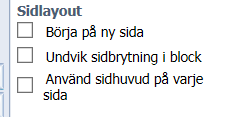 Sidlayout
Börja på ny sida
Undvik sidbrytning i block
Använd sidhuvud på varje
sida